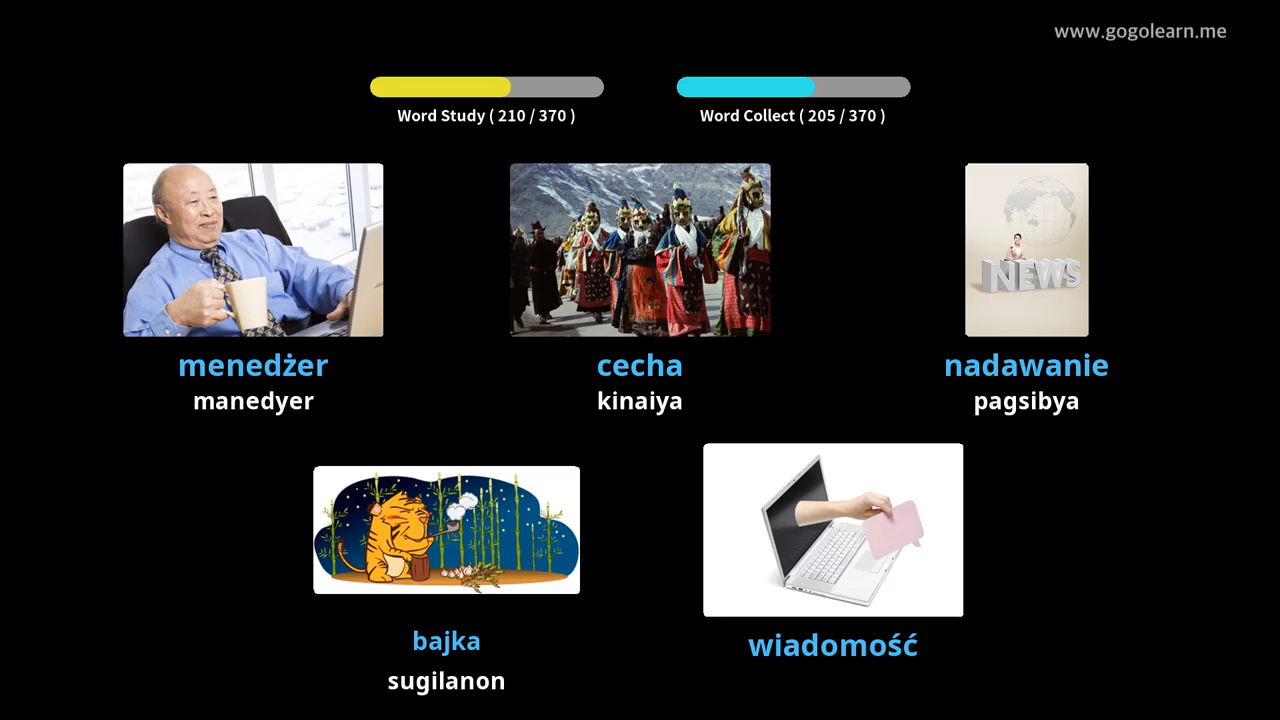 www.gogolearn.me
Word Study ( 210 / 370 )
Word Collect ( 205 / 370 )
NEWS
menedżer
manedyer
cecha
kinaiya
nadawanie
pagsibya
bajka
sugilanon
wiadomość